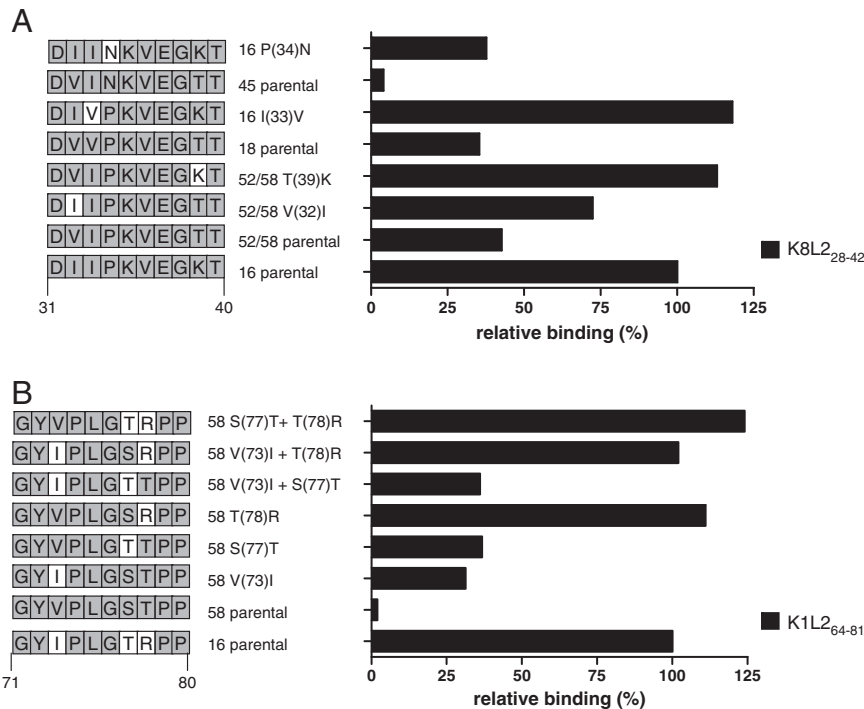 A
DIINKVEGKT 16 P(34)N
DVINKVEGTT 45 parental
DIVPKVEGKT 16 I(33)V
DVVPKVEGTT 18 parental
DVIPKVEGKT 52/58 T(39)K
DIIPKVEGTT 52/58 V(32)I
DVIPKVEGTT 52/58 parental
DIIPKVEGKT 16 parental
31 40
0 25 50 75 100 125
relative binding (%)
K8L2 28-42
B
GYVPLGTRPP 58 S(77)T+ T(78)R
GYIPLGSRPP 58 V(73)I + T(78)R
GYIPLGTTPP 58 V(73)I + S(77)T
GYVPLGSRPP 58 T(78)R
GYVPLGTTPP 58 S(77)T
GYIPLGSTPP 58 V(73)I
GYVPLGSTPP 58 parental
GYIPLGTRPP 16 parental
71 80
0 25 50 75 100 125
relative binding (%)
K1L2 64-81